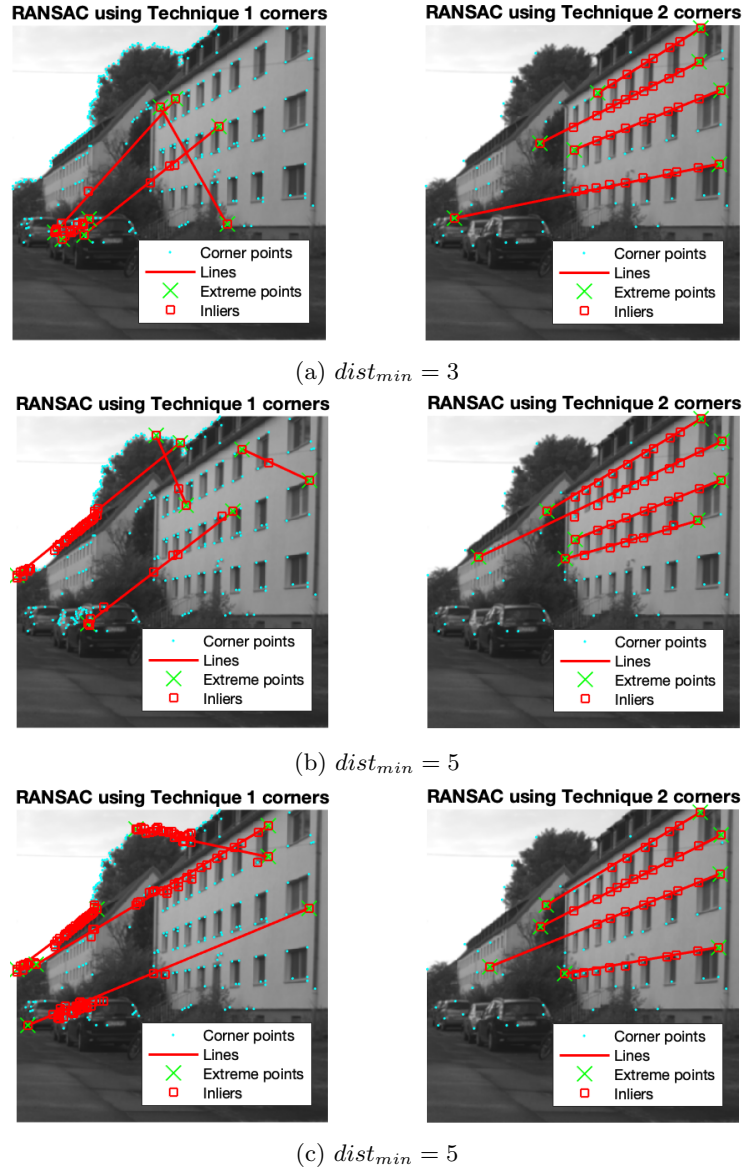 RANSAC using Technique 1 corners
RANSAC using Technique 2 corners
Corner points
Lines
Extreme points
Inliers
Corner points
Lines
Extreme points
Inliers
(a) dist_min = 3
RANSAC using Technique 1 corners
RANSAC using Technique 2 corners
Corner points
Lines
Extreme points
Inliers
Corner points
Lines
Extreme points
Inliers
(b) dist_min = 5
RANSAC using Technique 1 corners
RANSAC using Technique 2 corners
Corner points
Lines
Extreme points
Inliers
Corner points
Lines
Extreme points
Inliers
(c) dist_min = 5